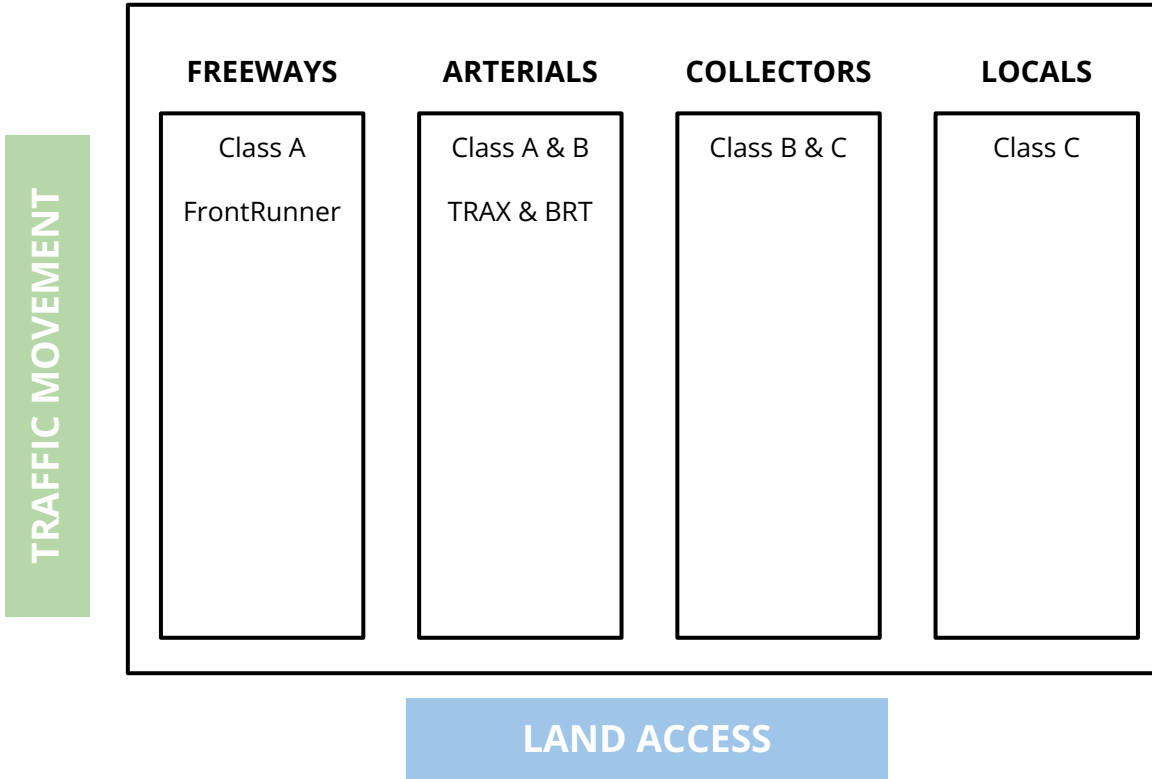 FREEWAYS
ARTERIALS
COLLECTORS
LOCALS
Class A
Class A & B
Class B & C
Class C
FrontRunner
TRAX & BRT
TRAFFIC MOVEMENT
LAND ACCESS